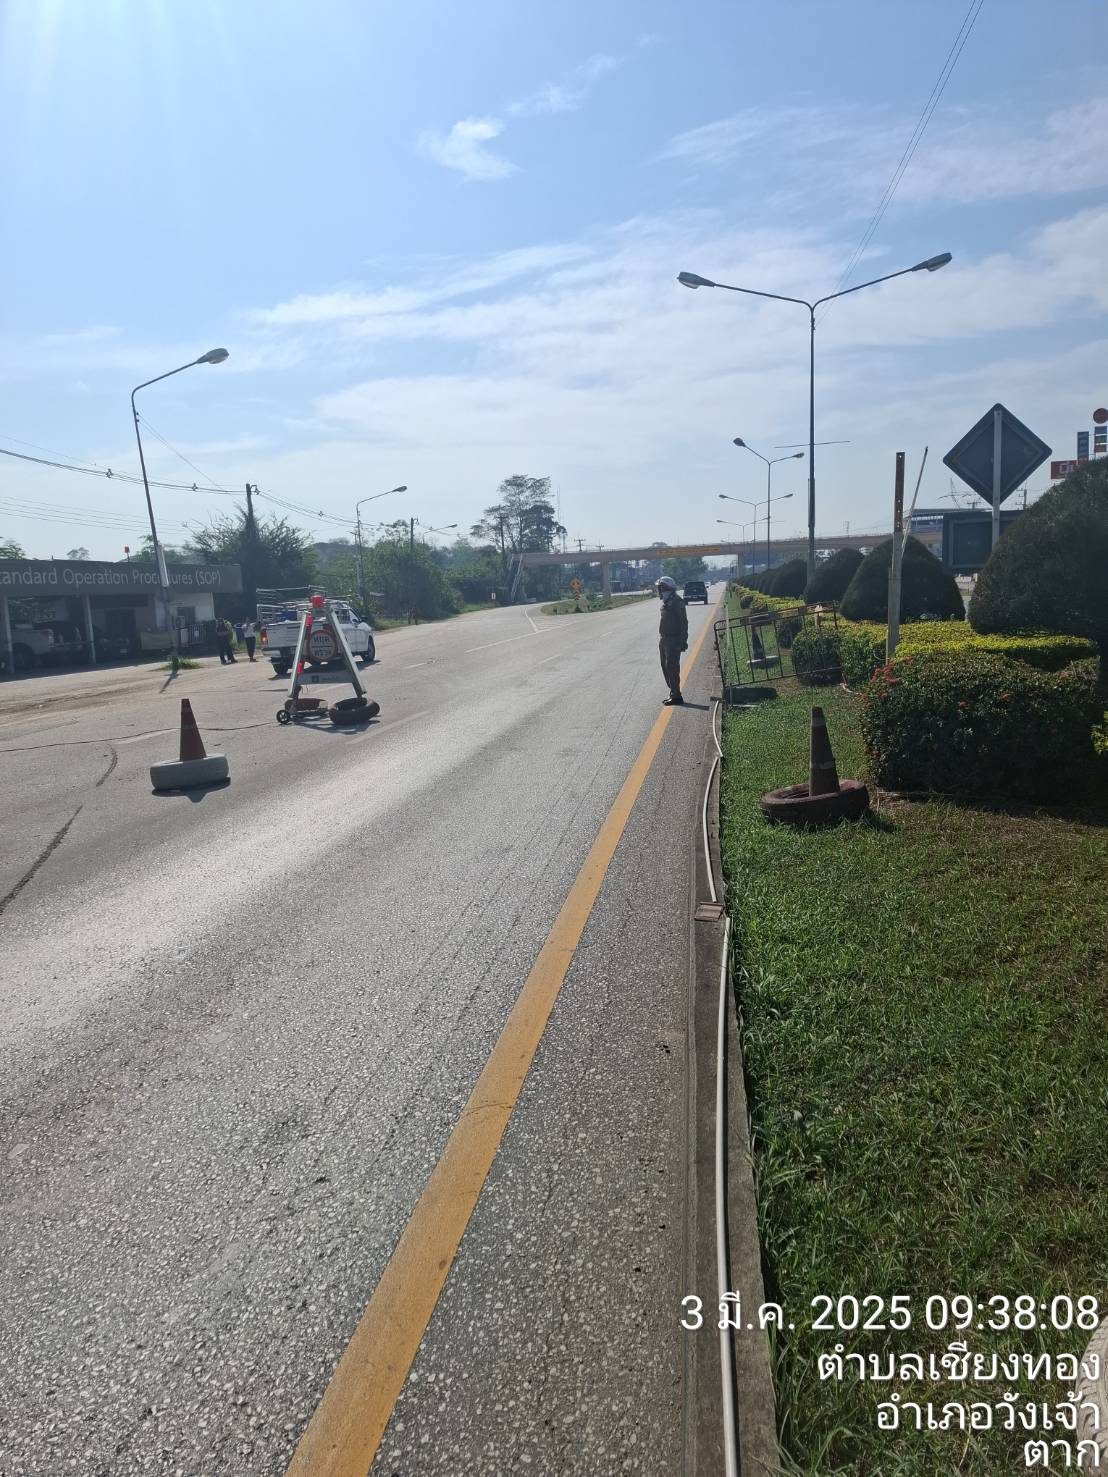 tandard Operation Procedures (SOP)
3 มี.ค. 2025 09:38:08
ตำบลเชียงทอง
อำเภอวังเจ้า
ตาก